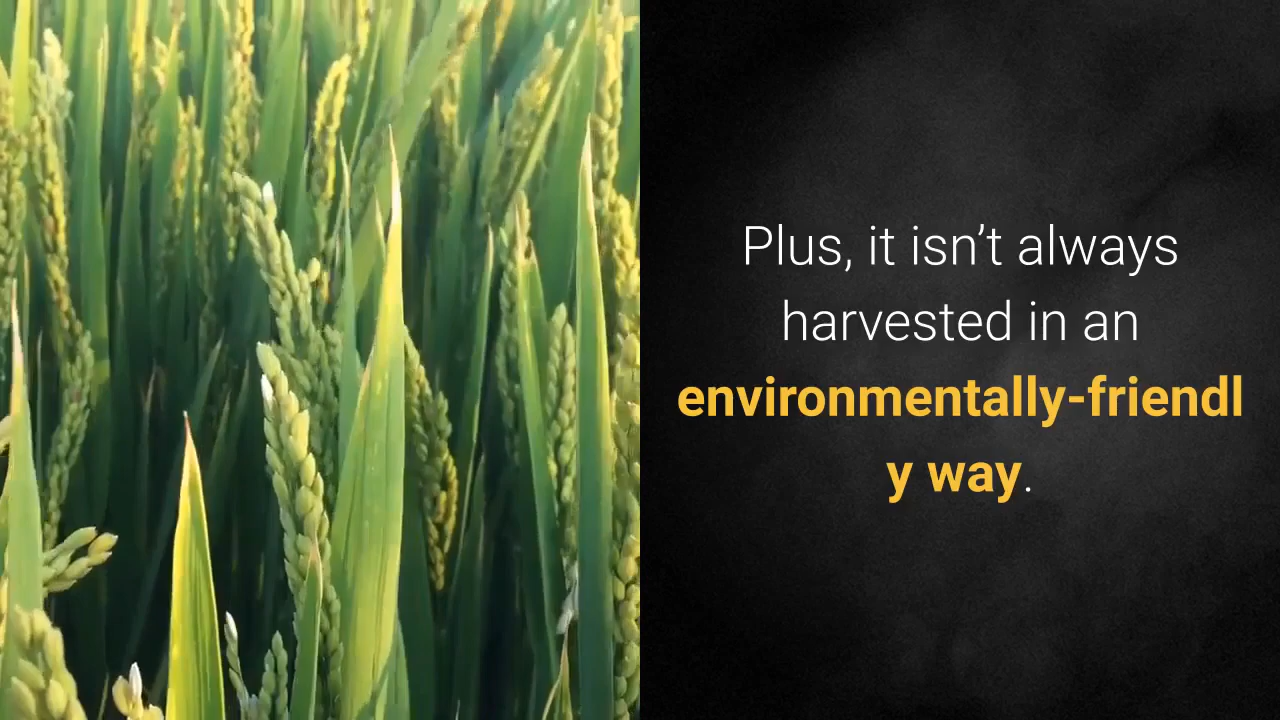 Plus, it isn’t always
harvested in an
environmentally-friendl
y way.